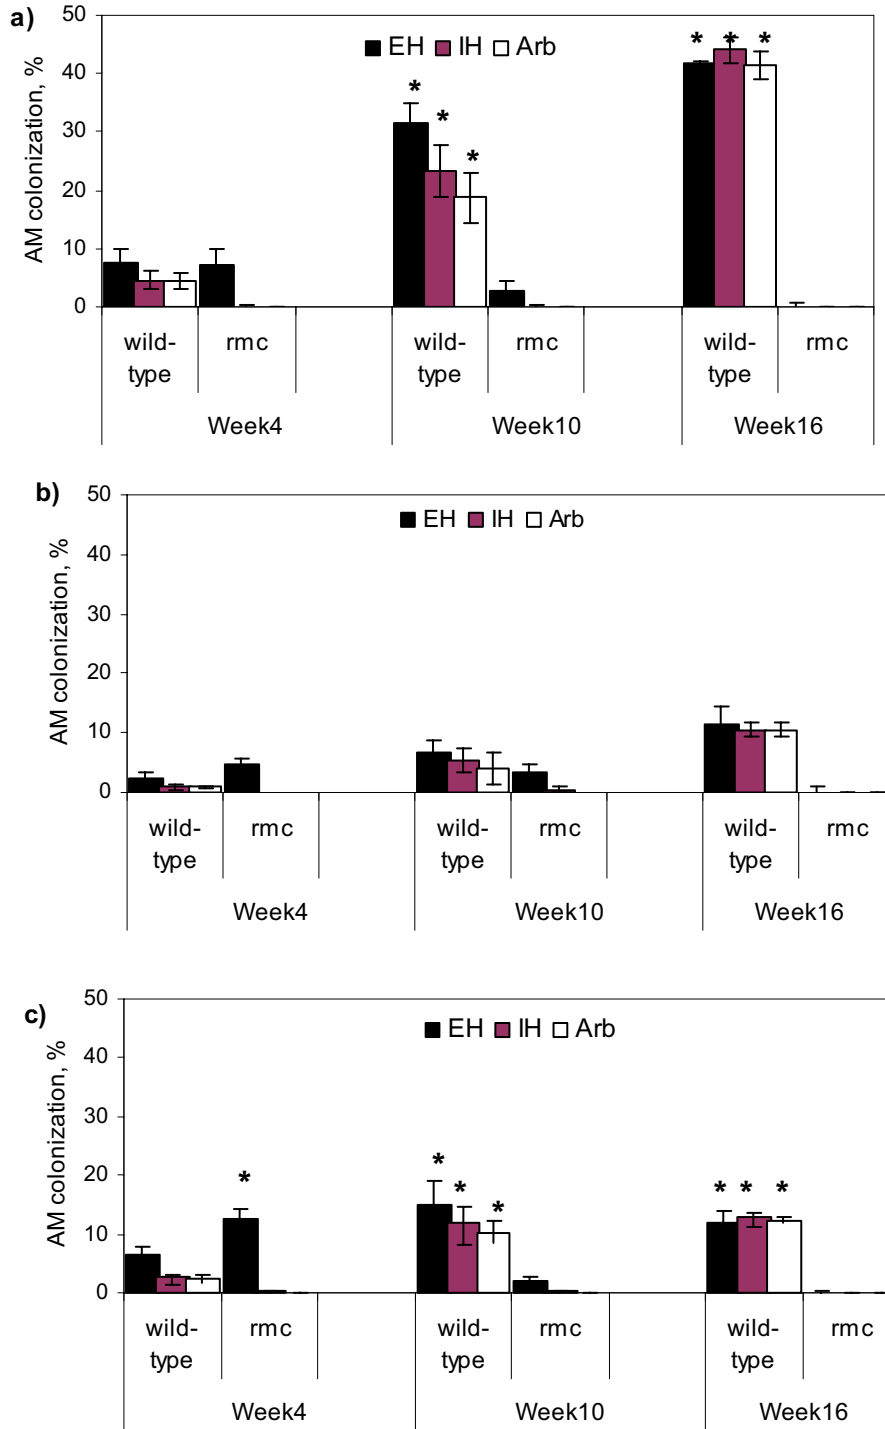 a)
50
EH IH Arb
* * *
40
*
*
30
*
20
10
0
AM colonization, %
wild-type rmc wild-type rmc wild-type rmc
Week4 Week10 Week16
b)
50
EH IH Arb
40
30
20
10
0
AM colonization, %
wild-type rmc wild-type rmc wild-type rmc
Week4 Week10 Week16
c)
50
EH IH Arb
40
30
20
* * * * * * *
10
0
AM colonization, %
wild-type rmc wild-type rmc wild-type rmc
Week4 Week10 Week16